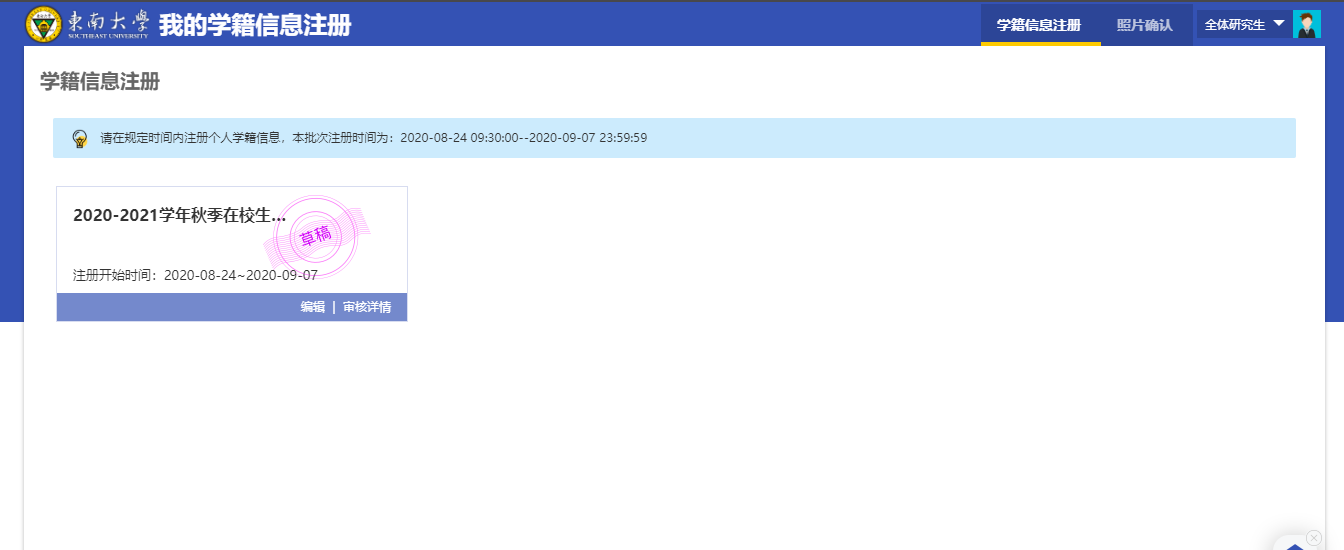 東南大學
SOUTHEAST UNIVERSITY
我的学籍信息注册
学籍信息注册
照片确认
全体研究生
学籍信息注册
请在规定时间内注册个人学籍信息，本批次注册时间为：2020-08-24 09:30:00--2020-09-07 23:59:59
2020-2021学年秋季在校生...
草稿
注册开始时间：2020-08-24~2020-09-07
编辑 | 审核详情